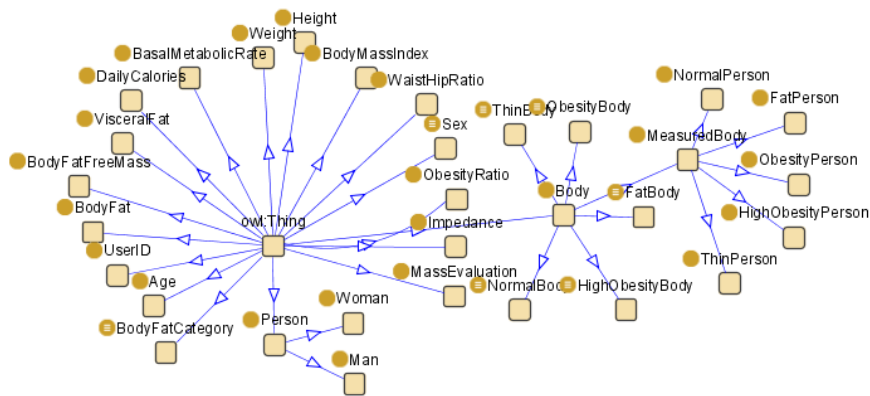 Height
Weight
BasalMetabolicRate
BodyMassIndex
DailyCalories
WaistHipRatio
NormalPerson
FatPerson
VisceralFat
Sex
ThinBody
ObesityBody
MeasuredBody
BodyFatFreeMass
ObesityRatio
ObesityPerson
BodyFat
owl:Thing
Impedance
Body
FatBody
HighObesityPerson
UserID
Age
MassEvaluation
NormalBody
HighObesityBody
ThinPerson
BodyFatCategory
Person
Woman
Man